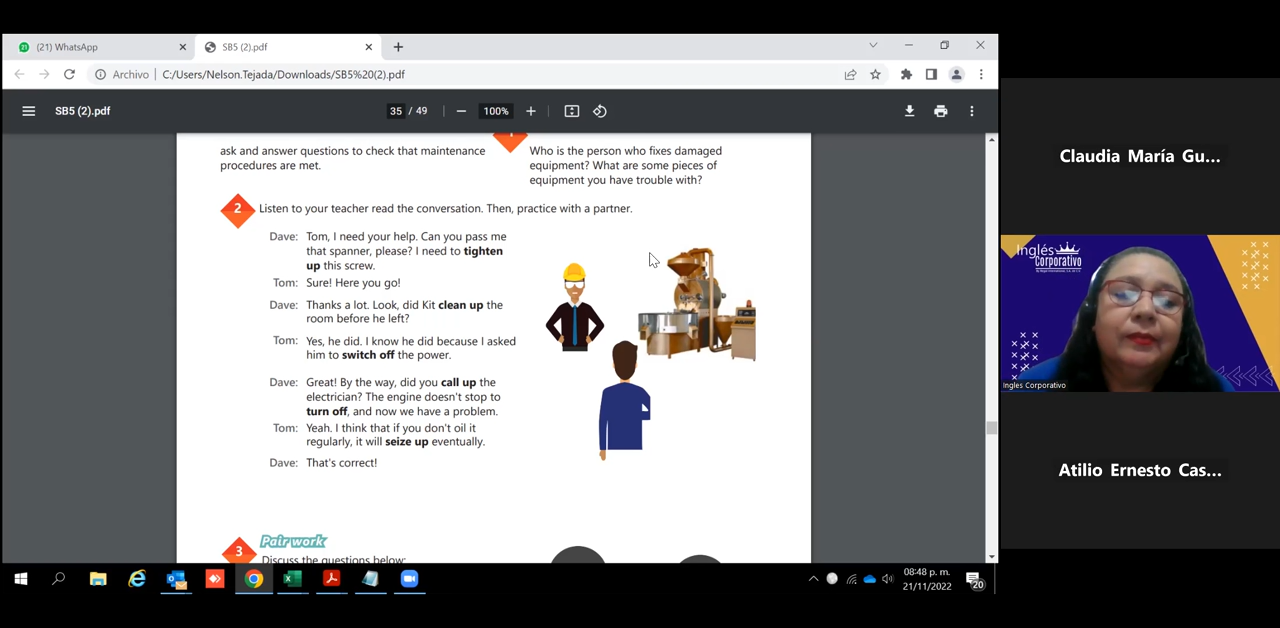 (21) WhatsApp
SB5 (2).pdf
Archivo | C:/Users/Nelson.Tejada/Downloads/SB5%20(2).pdf
SB5 (2).pdf
35 / 49
100%
ask and answer questions to check that maintenance
procedures are met.
1
Who is the person who fixes damaged
equipment? What are some pieces of
equipment you have trouble with?
2
Listen to your teacher read the conversation. Then, practice with a partner.
Dave: Tom, I need your help. Can you pass me
that spanner, please? I need to tighten
up this screw.
Tom: Sure! Here you go!
Dave: Thanks a lot. Look, did Kit clean up the
room before he left?
Tom: Yes, he did. I know he did because I asked
him to switch off the power.
Dave: Great! By the way, did you call up the
electrician? The engine doesn't stop to
turn off, and now we have a problem.
Tom: Yeah. I think that if you don't oil it
regularly, it will seize up eventually.
Dave: That's correct!
3
Pair work
Discuss the questions below:
08:48 p. m.
21/11/2022
20
Claudia María Gu...
Inglés
Corporativo
Ingles Corporativo
Atilio Ernesto Cas...